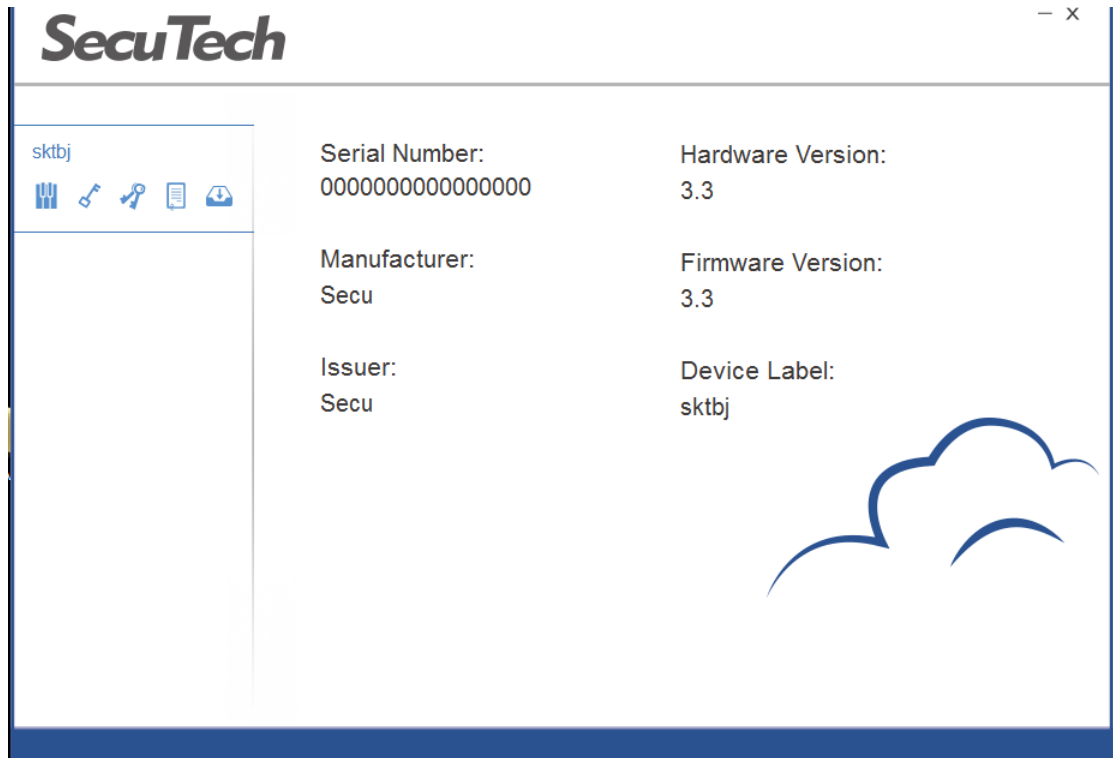 SecuTech
– x
sktbj
Serial Number:
0000000000000000
Hardware Version:
3.3
Manufacturer:
Secu
Firmware Version:
3.3
Issuer:
Secu
Device Label:
sktbj